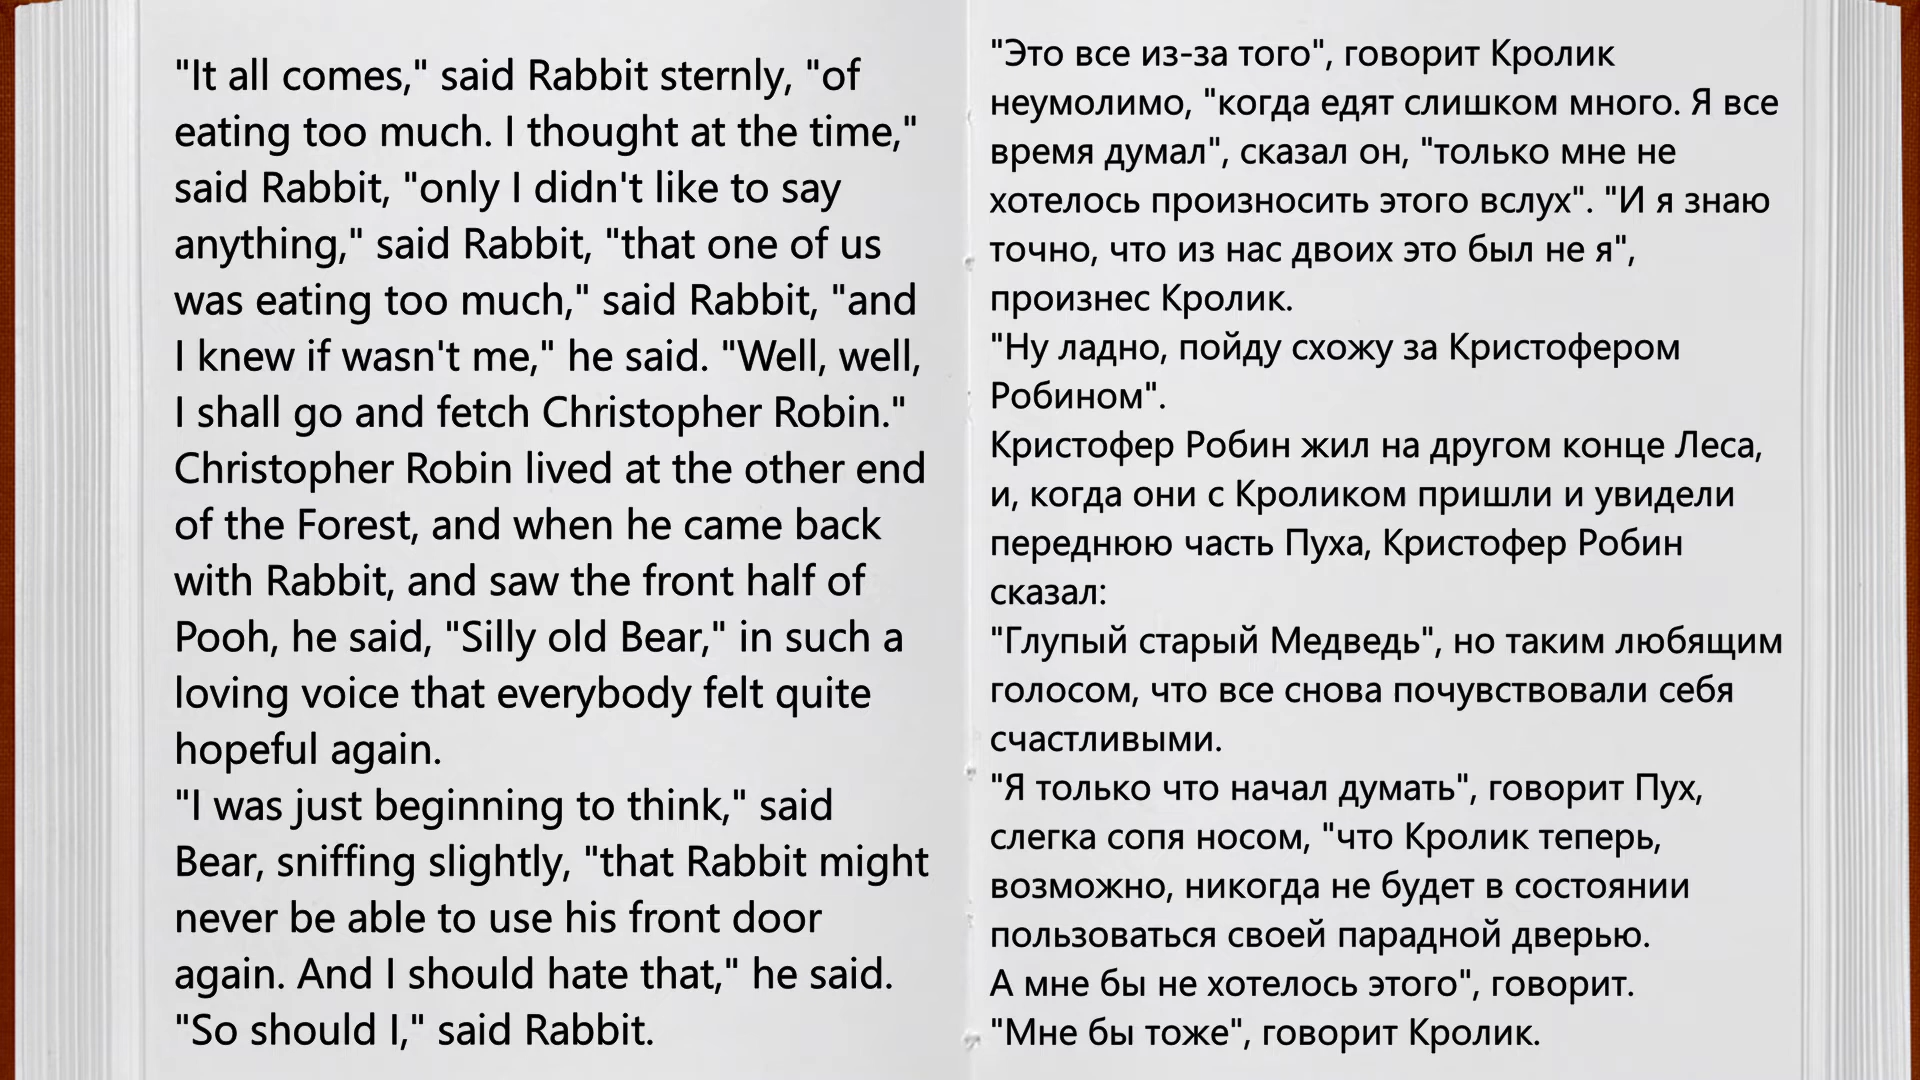 "It all comes," said Rabbit sternly, "of
eating too much. I thought at the time,"
said Rabbit, "only I didn't like to say
anything," said Rabbit, "that one of us
was eating too much," said Rabbit, "and
I knew if wasn't me," he said. "Well, well,
I shall go and fetch Christopher Robin."
Christopher Robin lived at the other end
of the Forest, and when he came back
with Rabbit, and saw the front half of
Pooh, he said, "Silly old Bear," in such a
loving voice that everybody felt quite
hopeful again.
"I was just beginning to think," said
Bear, sniffing slightly, "that Rabbit might
never be able to use his front door
again. And I should hate that," he said.
"So should I," said Rabbit.
"Это все из-за того", говорит Кролик
неумолимо, "когда едят слишком много. Я все
время думал", сказал он, "только мне не
хотелось произносить этого вслух". "И я знаю
точно, что из нас двоих это был не я",
произнес Кролик.
"Ну ладно, пойду схожу за Кристофером
Робином".
Кристофер Робин жил на другом конце Леса,
и, когда они с Кроликом пришли и увидели
переднюю часть Пуха, Кристофер Робин
сказал:
"Глупый старый Медведь", но таким любящим
голосом, что все снова почувствовали себя
счастливыми.
"Я только что начал думать", говорит Пух,
слегка сопя носом, "что Кролик теперь,
возможно, никогда не будет в состоянии
пользоваться своей парадной дверью.
А мне бы не хотелось этого", говорит.
"Мне бы тоже", говорит Кролик.